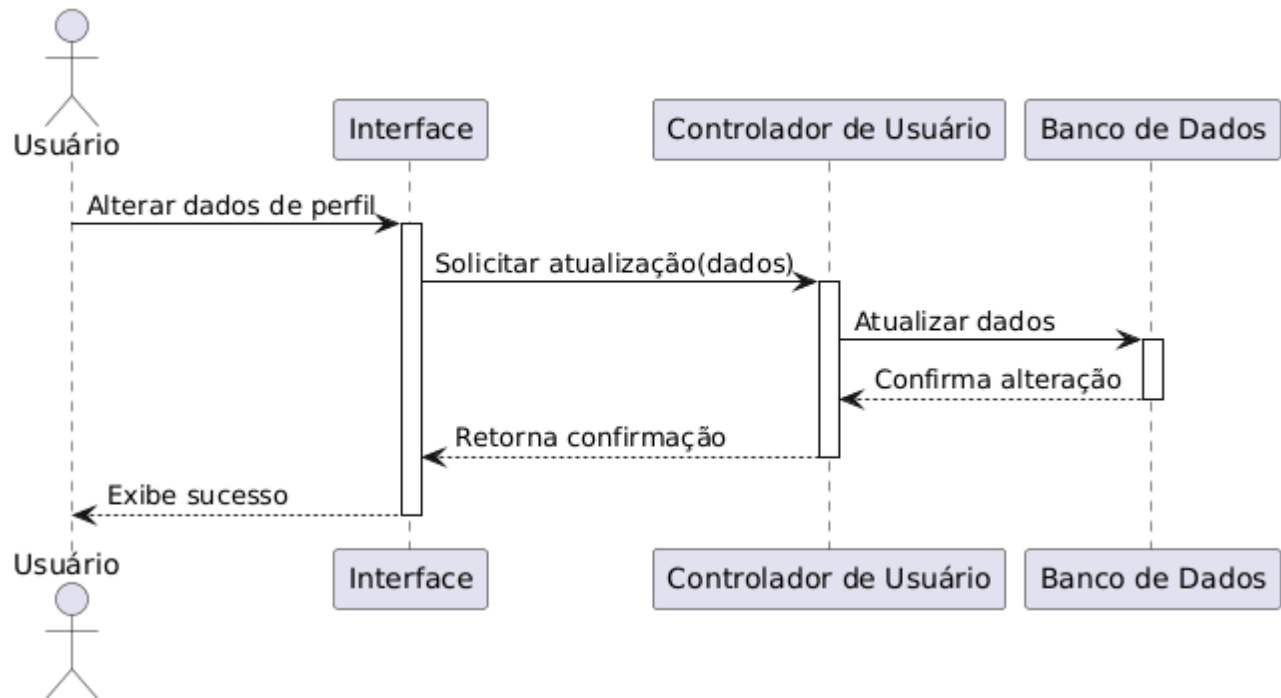 Usuário
Interface
Controlador de Usuário
Banco de Dados
Alterar dados de perfil
Solicitar atualização(dados)
Atualizar dados
Confirma alteração
Retorna confirmação
Exibe sucesso
Usuário
Interface
Controlador de Usuário
Banco de Dados